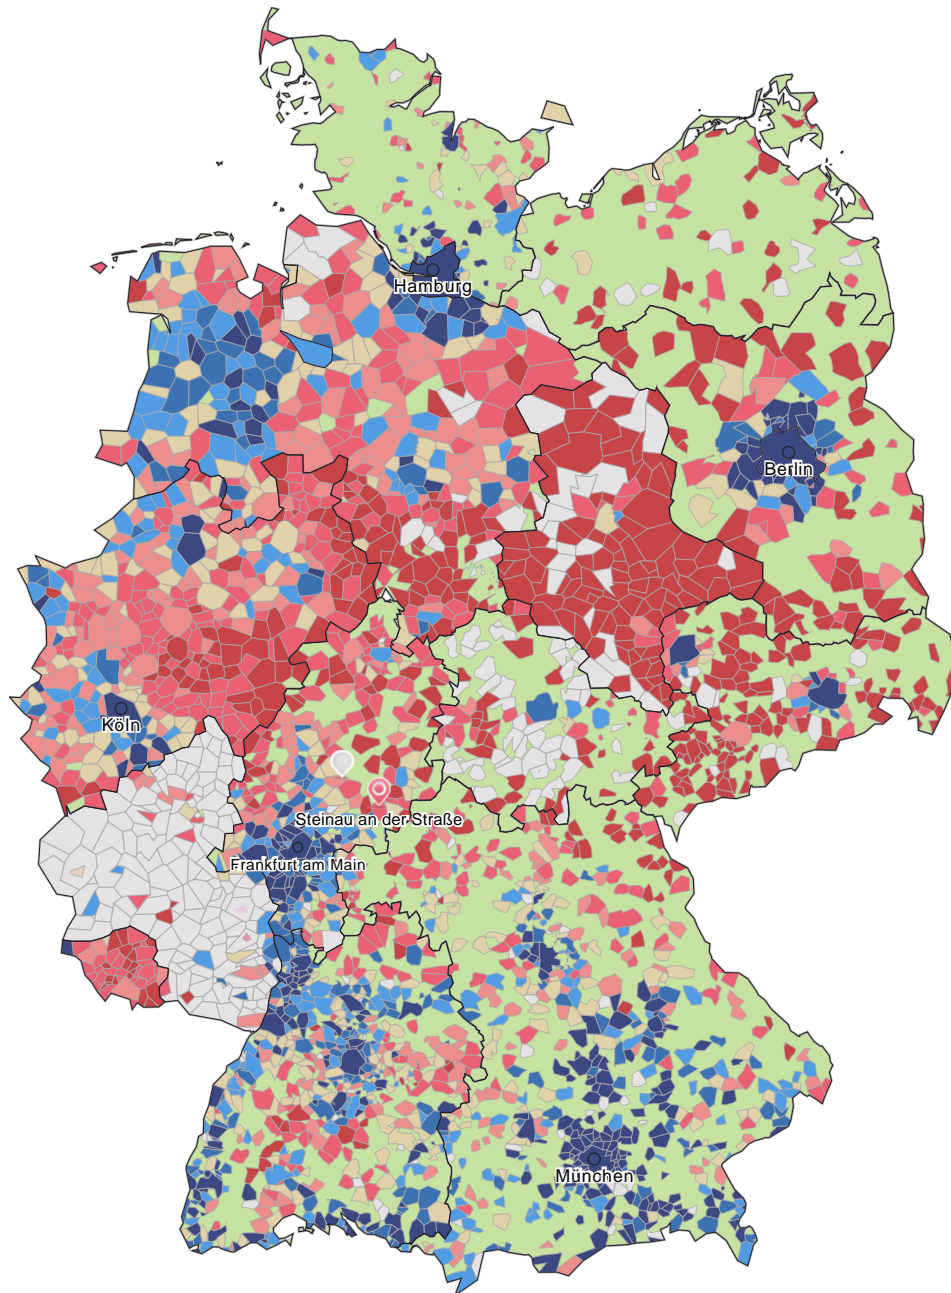 Hamburg
Berlin
Köln
Steinau an der Straße
Frankfurt am Main
München